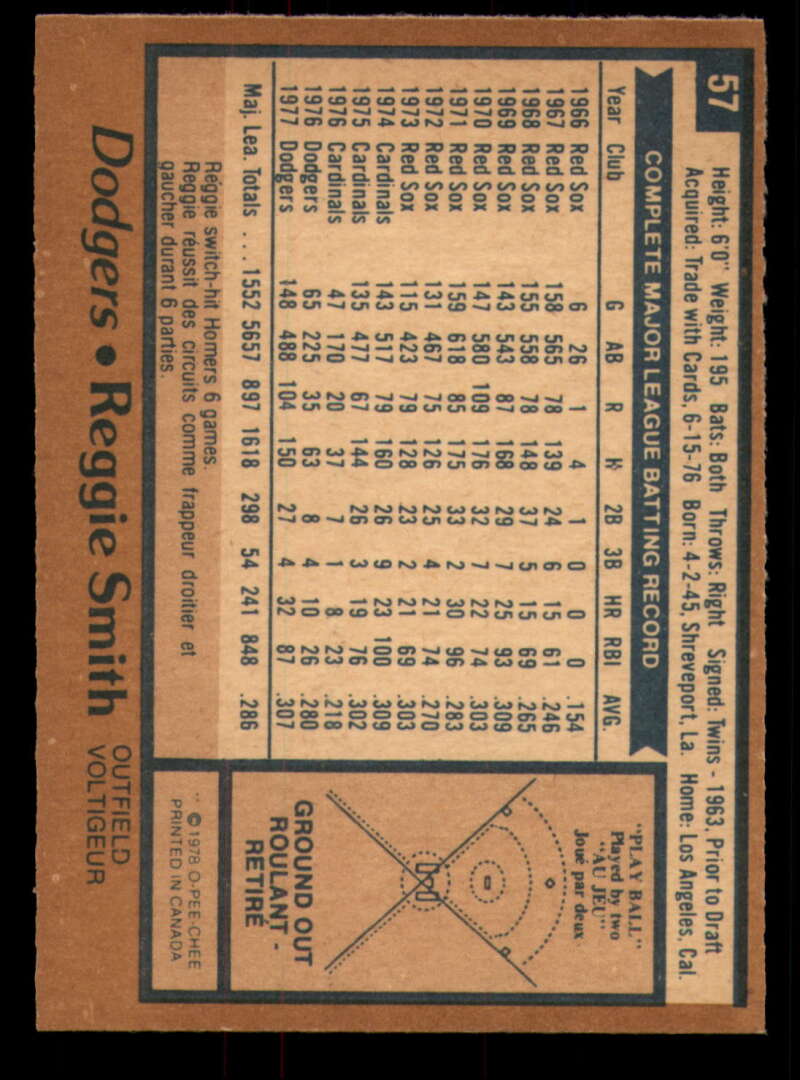 57
Height: 6'0" Weight: 195 Bats: Both Throws: Right Signed: Twins - 1963, Prior to Draft
Acquired: Trade with Cards, 6-15-76 Born: 4-2-45, Shreveport, La. Home: Los Angeles, Cal.
COMPLETE MAJOR LEAGUE BATTING RECORD
Year Club G AB R H 2B 3B HR RBI AVG.
1966 Red Sox 6 26 1 4 1 0 0 0 .154
1967 Red Sox 158 565 78 139 24 6 15 61 .246
1968 Red Sox 155 558 78 148 37 5 15 69 .265
1969 Red Sox 143 543 87 168 29 7 25 93 .309
1970 Red Sox 147 580 109 176 32 7 22 74 .303
1971 Red Sox 159 618 85 175 33 2 30 96 .283
1972 Red Sox 131 467 75 126 25 4 21 74 .270
1973 Red Sox 115 423 79 128 23 2 21 69 .303
1974 Cardinals 143 517 79 160 26 9 23 100 .309
1975 Cardinals 135 477 67 144 26 3 19 76 .302
1976 Cardinals 47 170 20 37 7 1 8 23 .218
1976 Dodgers 65 225 35 63 8 4 10 26 .280
1977 Dodgers 148 488 104 150 27 4 32 87 .307
Maj. Lea. Totals ... 1552 5657 897 1618 298 54 241 848 .286
Reggie switch-hit Homers 6 games.
Reggie réussit des circuits comme frappeur droitier et
gaucher durant 6 parties.
"PLAY BALL"
Played by two
"AU JEU"
Joué par deux
GROUND OUT
ROULANT -
RETIRÉ
©1978 O-PEE-CHEE
PRINTED IN CANADA
Dodgers • Reggie Smith
OUTFIELD
VOLTIGEUR